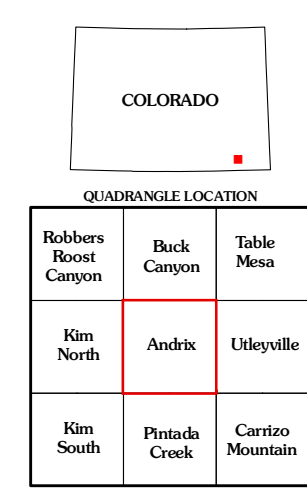 COLORADO
QUADRANGLE LOCATION
Robbers
Roost
Canyon
Buck
Canyon
Table
Mesa
Kim
North
Andrix
Utleyville
Kim
South
Pintada
Creek
Carrizo
Mountain